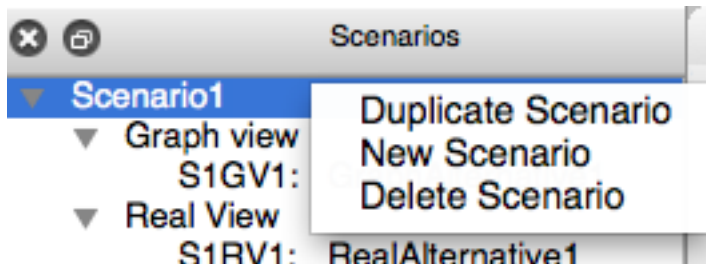 Scenarios
Scenario1
Duplicate Scenario
New Scenario
Delete Scenario
Graph view
S1GV1:
Real View
S1RV1: RealAlternative1